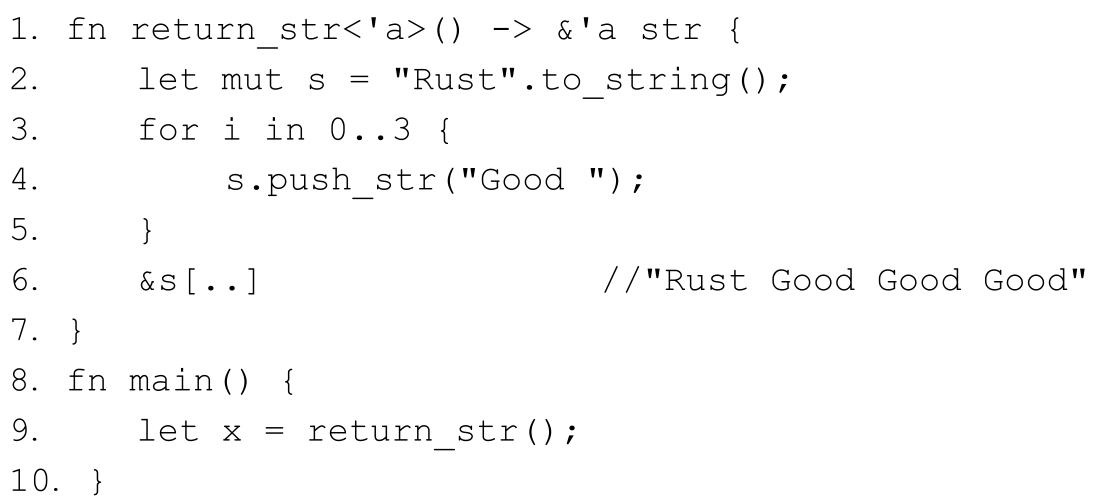 1. fn return_str<'a>() -> &'a str {
2.     let mut s = "Rust".to_string();
3.     for i in 0..3 {
4.         s.push_str("Good ");
5.     }
6.     &s[..]                //"Rust Good Good Good"
7. }
8. fn main() {
9.     let x = return_str();
10. }